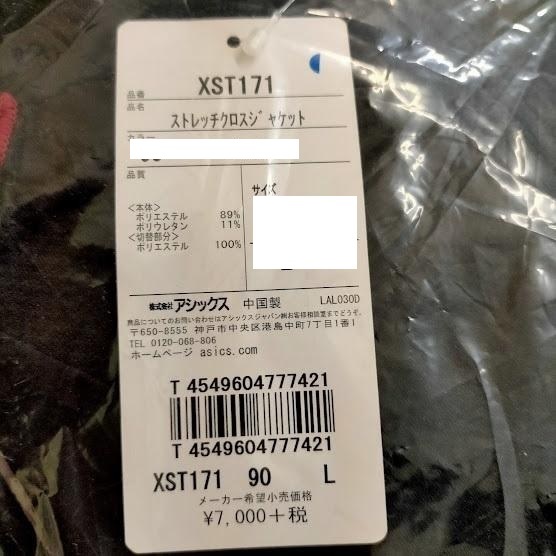 品番 XST171
品名
ストレッチクロスジャケット
カラー
品質
サイズ
<本体>
ポリエステル 89%
ポリウレタン 11%
<切替部分>
ポリエステル 100%
株式会社アシックス 中国製 LAL030D
商品についてのお問い合わせはアシックスジャパン㈱お客様相談室までどうぞ。
〒650-8555 神戸市中央区港島中町7丁目1番1
TEL 0120-068-806
ホームページ asics.com
T 4549604777421
T 4549604777421
XST171 90 L
メーカー希望小売価格
¥7,000+税